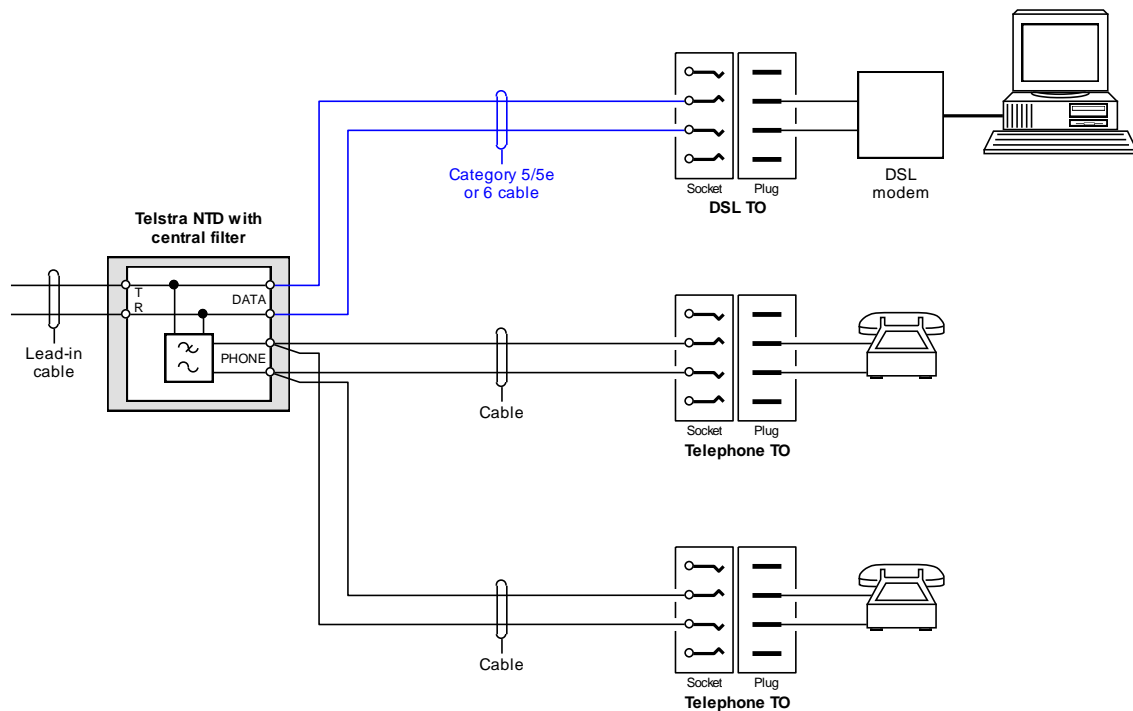 Category 5/5e
or 6 cable
Socket
Plug
DSL TO
DSL
modem
Telstra NTD with
central filter
T
R
DATA
PHONE
Lead-in
cable
Cable
Socket
Plug
Telephone TO
Cable
Socket
Plug
Telephone TO